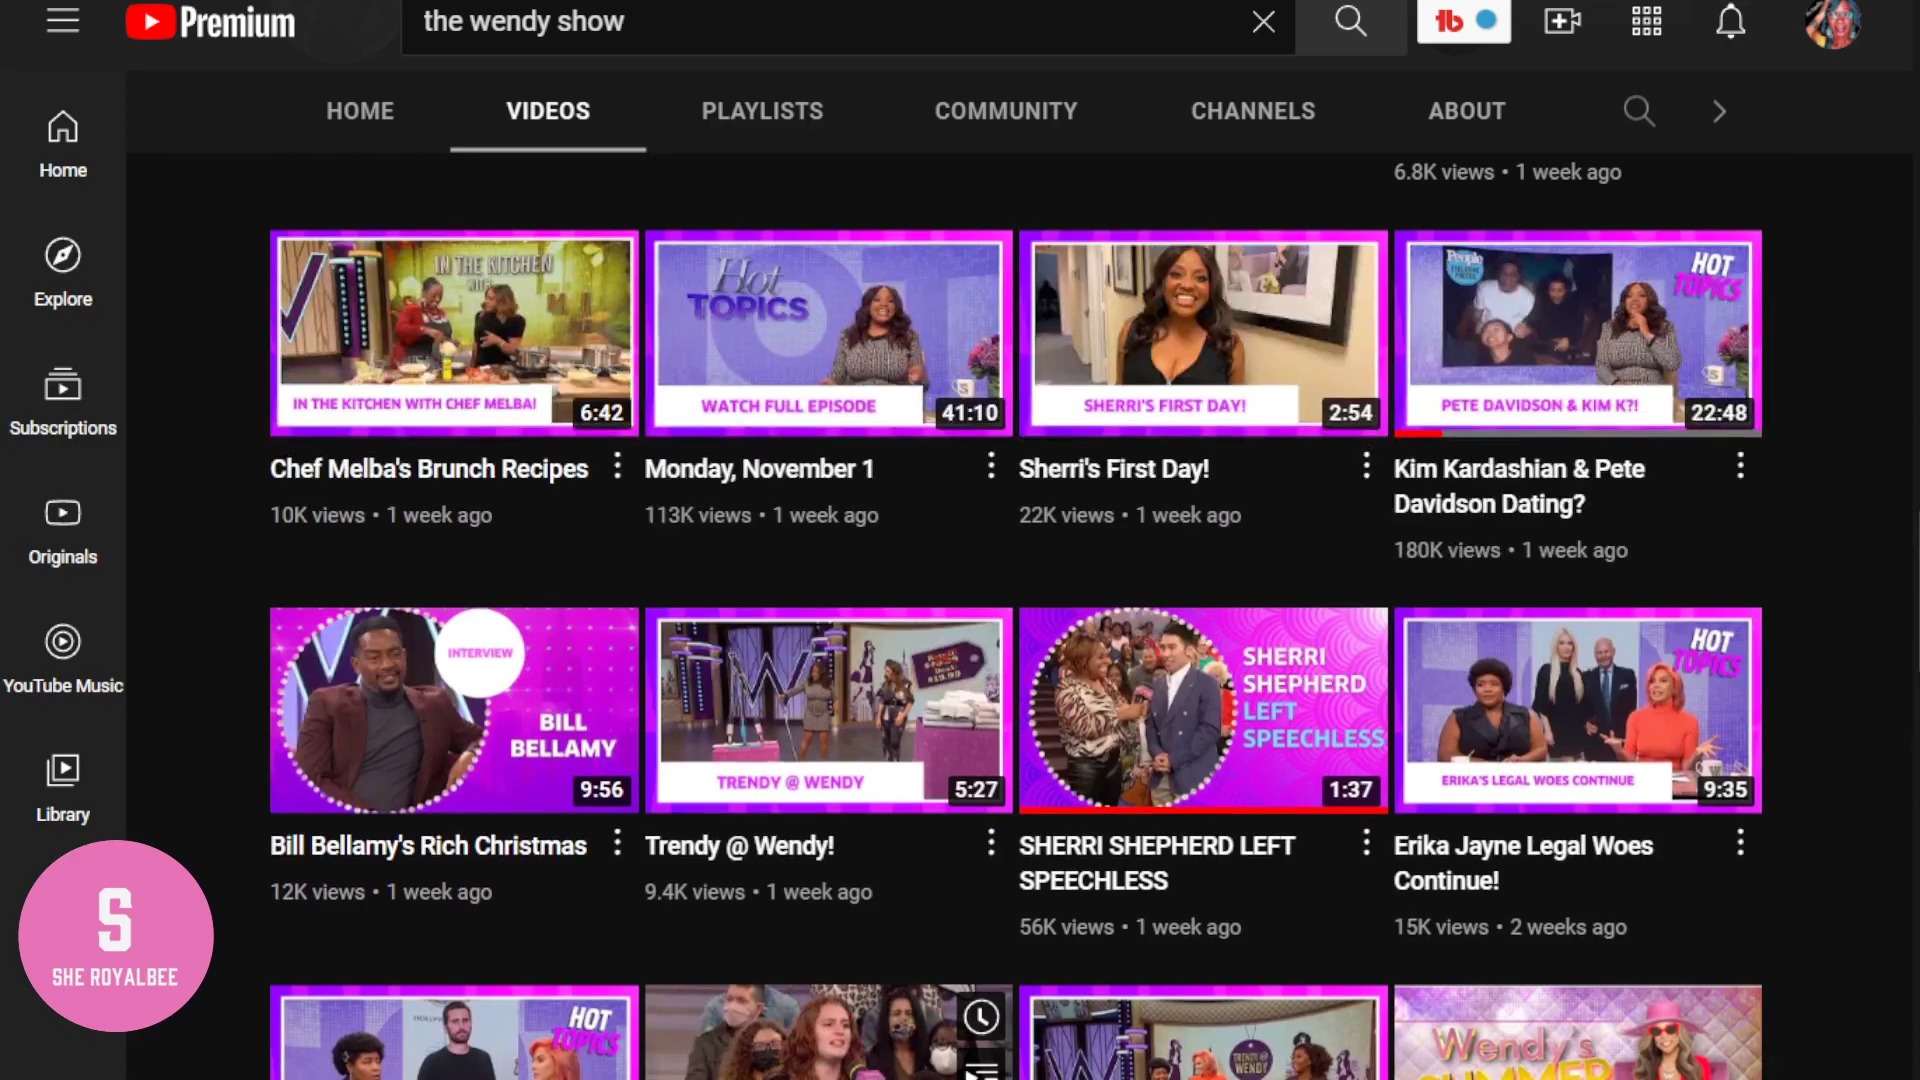 Premium
the wendy show
HOME
VIDEOS
PLAYLISTS
COMMUNITY
CHANNELS
ABOUT
Home
Explore
Subscriptions
Originals
YouTube Music
Library
6.8K views • 1 week ago
IN THE KITCHEN
WITH
IN THE KITCHEN WITH CHEF MELBA!
6:42
Chef Melba's Brunch Recipes
10K views • 1 week ago
Hot
TOPICS
S
WATCH FULL EPISODE
41:10
Monday, November 1
113K views • 1 week ago
SHERRI'S FIRST DAY!
2:54
Sherri's First Day!
22K views • 1 week ago
People
HOT
TOPICS
S
PETE DAVIDSON & KIM K?!
22:48
Kim Kardashian & Pete
Davidson Dating?
180K views • 1 week ago
INTERVIEW
BILL
BELLAMY
9:56
Bill Bellamy's Rich Christmas
12K views • 1 week ago
TRENDY @ WENDY
5:27
Trendy @ Wendy!
9.4K views • 1 week ago
SHERRI
SHEPHERD
LEFT
SPEECHLESS
1:37
SHERRI SHEPHERD LEFT
SPEECHLESS
56K views • 1 week ago
HOT
TOPICS
ERIKA'S LEGAL WOES CONTINUE
9:35
Erika Jayne Legal Woes
Continue!
15K views • 2 weeks ago
S
SHE ROYALBEE
HOT
TOPICS
TRENDY @
WENDY
Wendy's
SUMMER